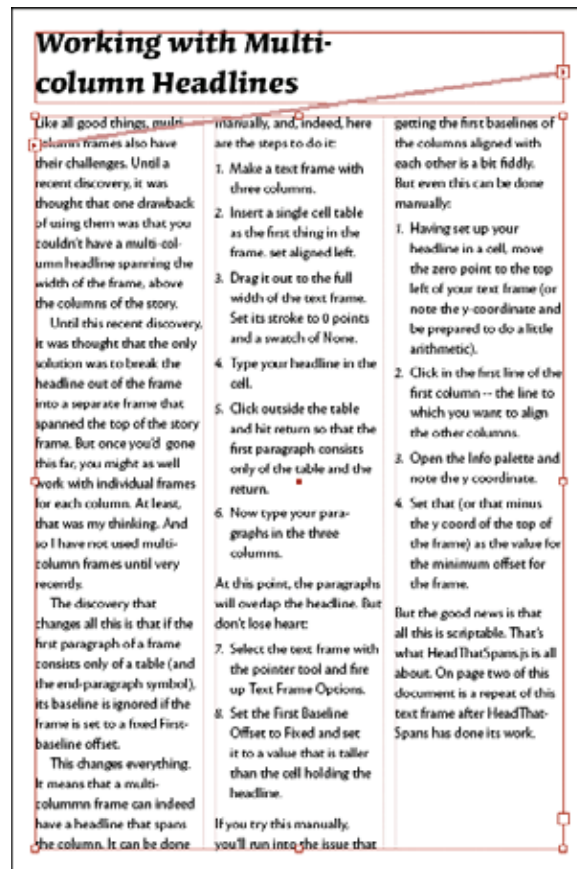 Working with Multi-
column Headlines
Like all good things, multi-
column frames also have
their challenges. Until a
recent discovery, it was
thought that one drawback
of using them was that you
couldn't have a multi-col-
umn headline spanning the
width of the frame, above
the columns of the story.
Until this recent discovery,
it was thought that the only
solution was to break the
headline out of the frame
into a separate frame that
spanned the top of the story
frame. But once you'd gone
this far, you might as well
work with individual frames
for each column. At least,
that was my thinking. And
so I have not used multi-
column frames until very
recently.
The discovery that
changes all this is that if the
first paragraph of a frame
consists only of a table (and
the end-paragraph symbol),
its baseline is ignored if the
frame is set to a fixed First-
baseline offset.
This changes everything.
It means that a multi-
colummn frame can indeed
have a headline that spans
the column. It can be done
manually, and, indeed, here
are the steps to do it:
1. Make a text frame with
three columns.
2. Insert a single cell table
as the first thing in the
frame. set aligned left.
3. Drag it out to the full
width of the text frame.
Set its stroke to 0 points
and a swatch of None.
4. Type your headline in the
cell.
5. Click outside the table
and hit return so that the
first paragraph consists
only of the table and the
return.
6. Now type your para-
graphs in the three
columns.
At this point, the paragraphs
will overlap the headline. But
don't lose heart:
7. Select the text frame with
the pointer tool and fire
up Text Frame Options.
8. Set the First Baseline
Offset to Fixed and set
it to a value that is taller
than the cell holding the
headline.
If you try this manually,
you'll run into the issue that
getting the first baselines of
the columns aligned with
each other is a bit fiddly.
But even this can be done
manually:
1. Having set up your
headline in a cell, move
the zero point to the top
left of your text frame (or
note the y-coordinate and
be prepared to do a little
arithmetic).
2. Click in the first line of the
first column -- the line to
which you want to align
the other columns.
3. Open the Info palette and
note the y coordinate.
4. Set that (or that minus
the y coord of the top of
the frame) as the value for
the minimum offset for
the frame.
But the good news is that
all this is scriptable. That's
what HeadThatSpans.js is all
about. On page two of this
document is a repeat of this
text frame after HeadThat-
Spans has done its work.